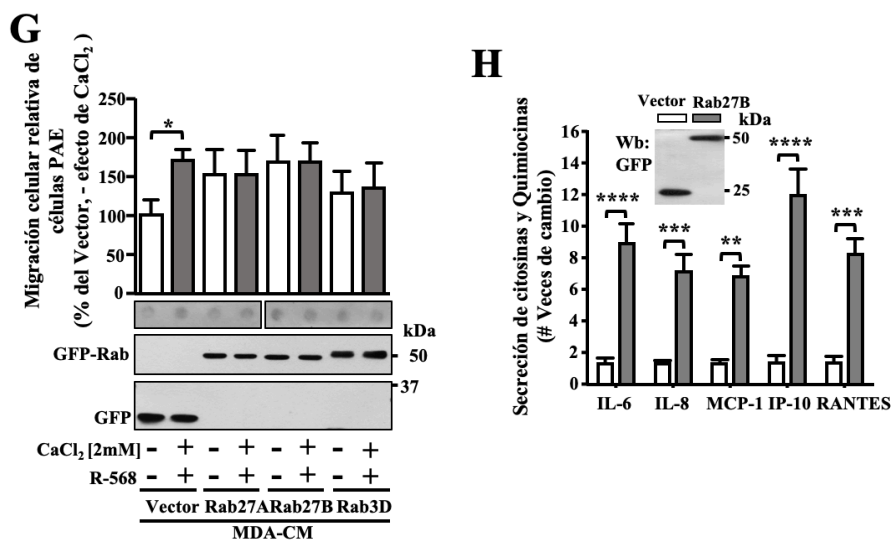 G
Migración celular relativa de
células PAE
(% del Vector, - efecto de CaCl2 )
250
200
150
100
50
0
*
kDa
GFP-Rab
50
37
GFP
CaCl2 [2mM] - + - + - + - +
R-568 - + - + - + - +
Vector Rab27A Rab27B Rab3D
MDA-CM
H
Secreción de citosinas y Quimiocinas
(# Veces de cambio)
Vector Rab27B
kDa
Wb:
GFP
50
25
16
14
12
10
8
6
4
2
0
**** *** ** **** ***
IL-6 IL-8 MCP-1 IP-10 RANTES